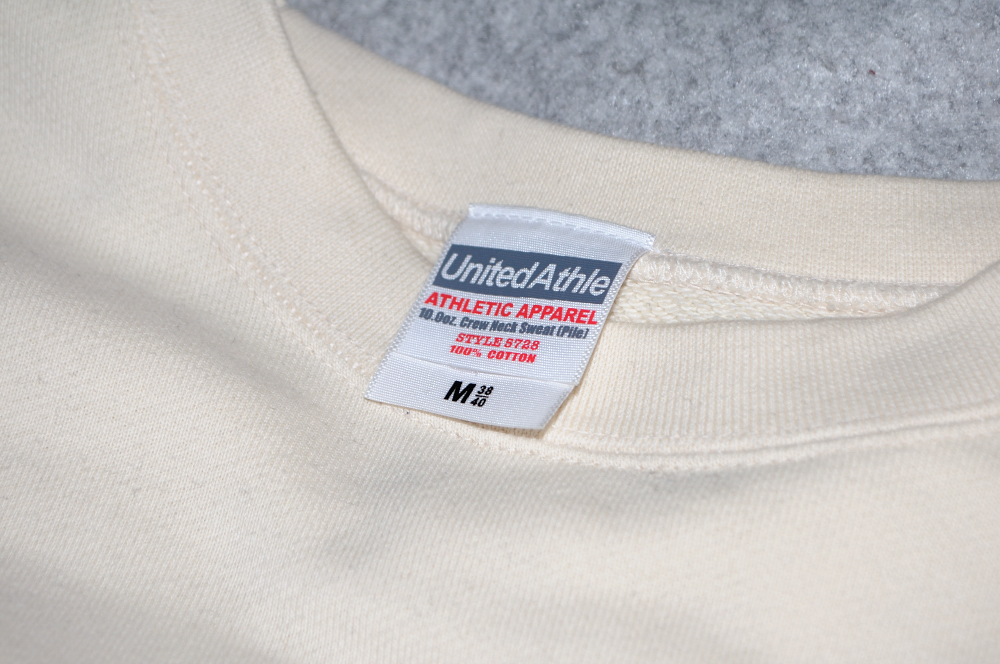 UnitedAthle
ATHLETIC APPAREL
10.0oz. Crew Neck Sweat (Pile)
STYLE 5728
100% COTTON
M 38
40